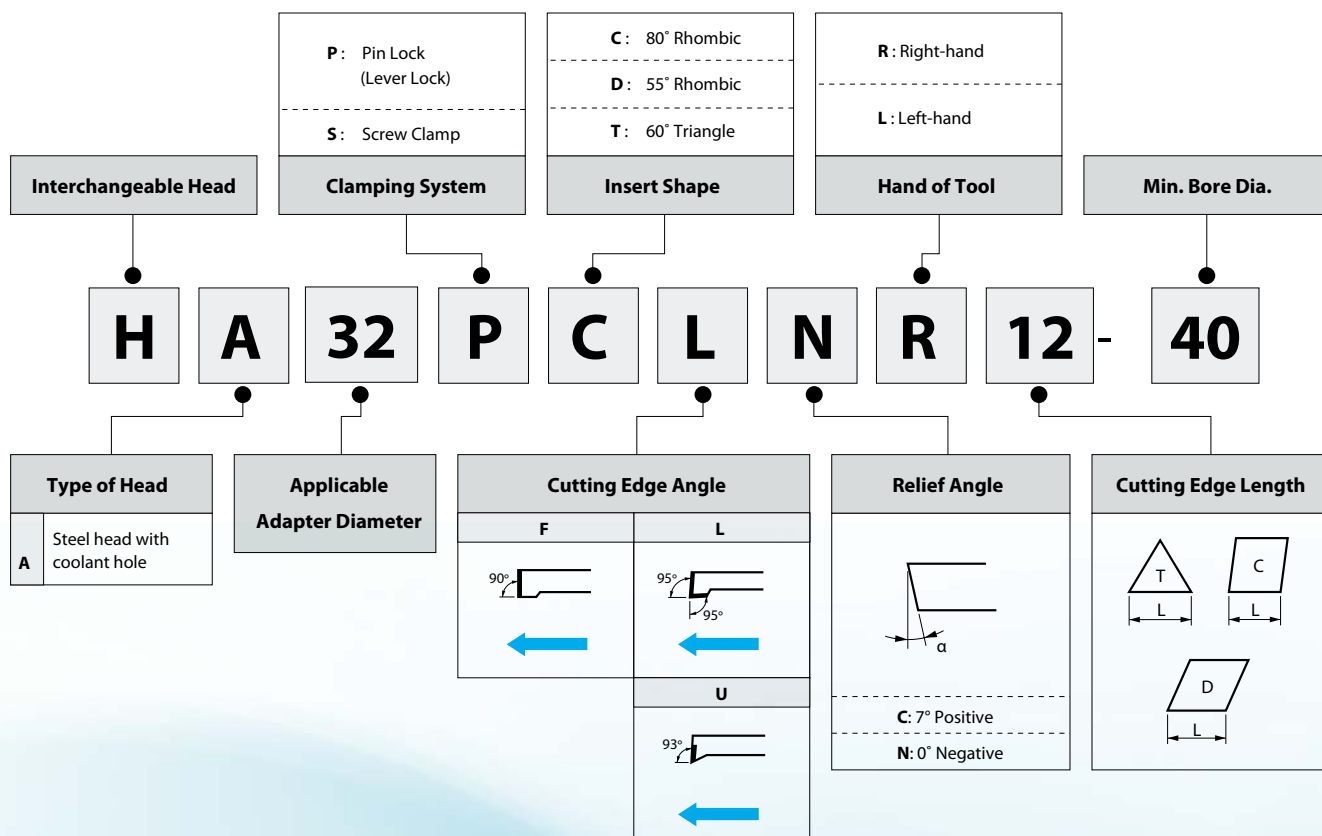 P : Pin Lock
(Lever Lock)
S : Screw Clamp
C : 80˚ Rhombic
D : 55˚ Rhombic
T : 60˚ Triangle
R : Right-hand
L : Left-hand
Interchangeable Head
Clamping System
Insert Shape
Hand of Tool
Min. Bore Dia.
H A 32 P C L N R 12 - 40
Type of Head
A Steel head with
coolant hole
Applicable
Adapter Diameter
Cutting Edge Angle
F
90°
L
95°
95°
U
93°
Relief Angle
α
C: 7° Positive
N: 0° Negative
Cutting Edge Length
T
L
C
L
D
L